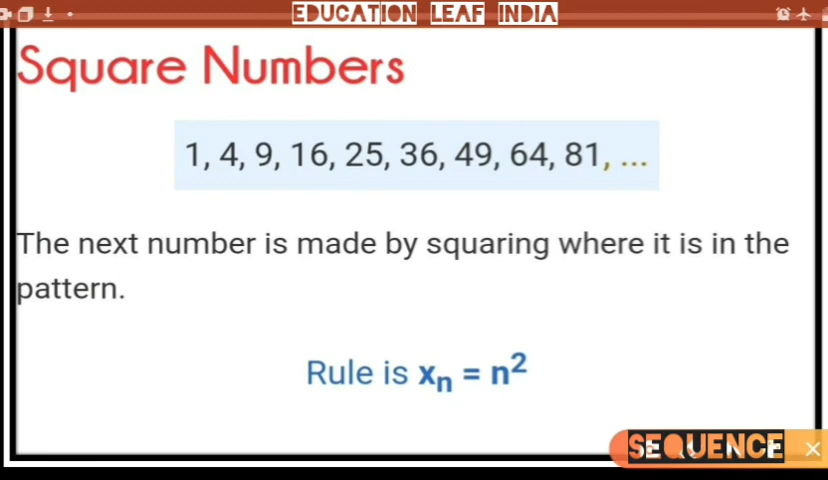 EDUCATION LEAF INDIA
Square Numbers
1, 4, 9, 16, 25, 36, 49, 64, 81, ...
The next number is made by squaring where it is in the
pattern.
Rule is xₙ = n²
SEQUENCE